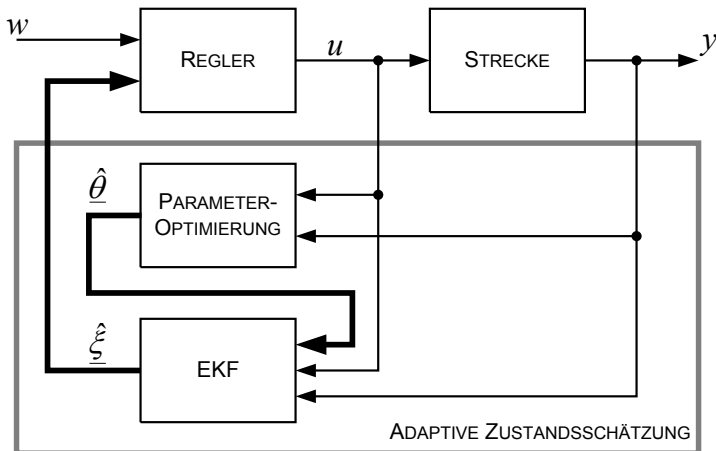 w
REGLER
u
STRECKE
y
θ̂
PARAMETER-
OPTIMIERUNG
ξ̂
EKF
ADAPTIVE ZUSTANDSSCHÄTZUNG